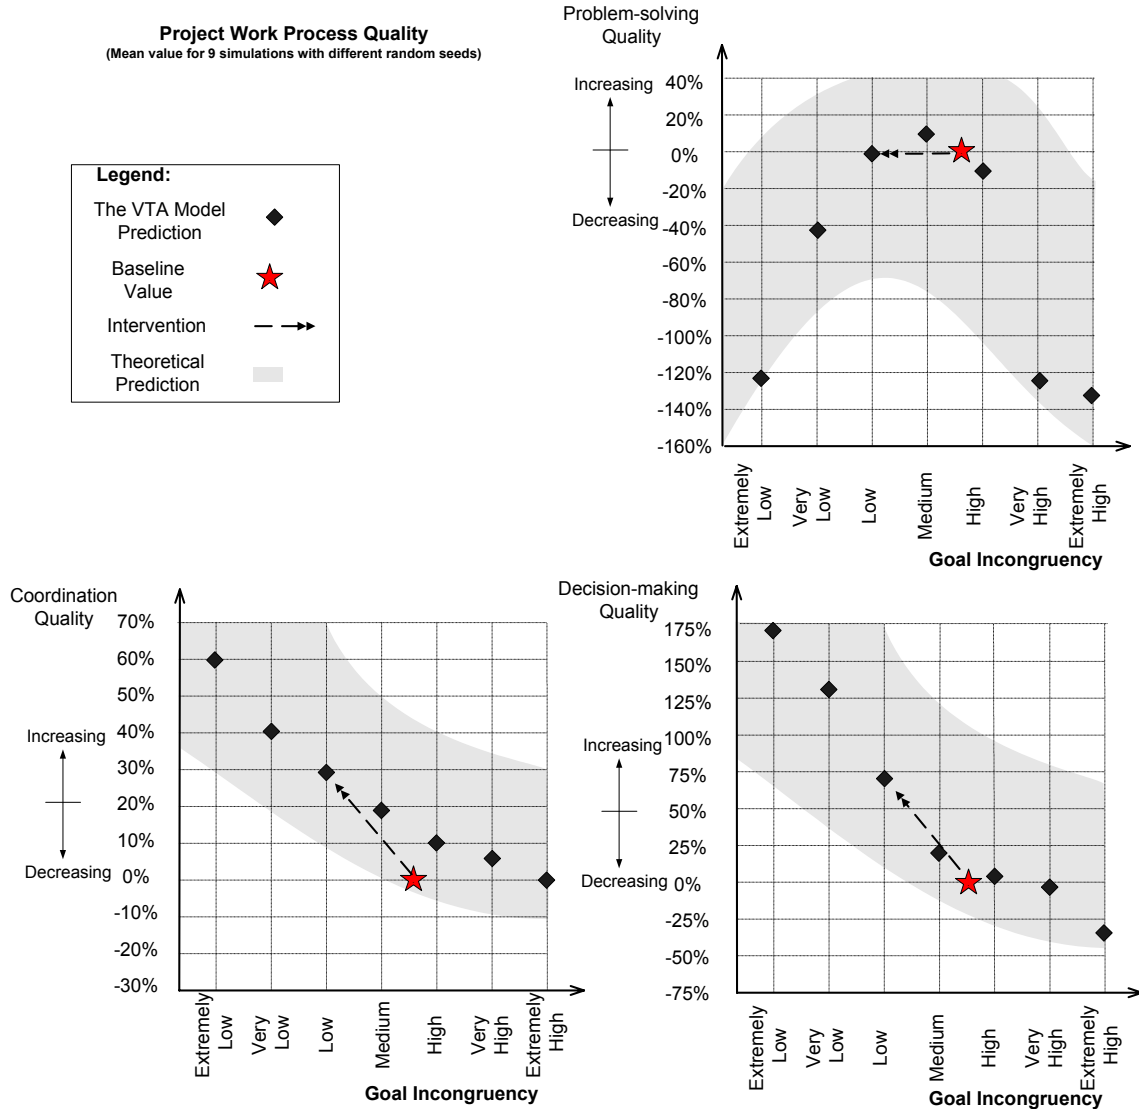 Project Work Process Quality
(Mean value for 9 simulations with different random seeds)
Legend:
The VTA Model
Prediction
Baseline
Value
Intervention
Theoretical
Prediction
Problem-solving
Quality
Increasing
Decreasing
40%
20%
0%
-20%
-40%
-60%
-80%
-100%
-120%
-140%
-160%
Extremely
Low
Very
Low
Low
Medium
High
Very
High
Extremely
High
Goal Incongruency
Coordination
Quality
Increasing
Decreasing
70%
60%
50%
40%
30%
20%
10%
0%
-10%
-20%
-30%
Extremely
Low
Very
Low
Low
Medium
High
Very
High
Extremely
High
Goal Incongruency
Decision-making
Quality
Increasing
Decreasing
175%
150%
125%
100%
75%
50%
25%
0%
-25%
-50%
-75%
Extremely
Low
Very
Low
Low
Medium
High
Very
High
Extremely
High
Goal Incongruency